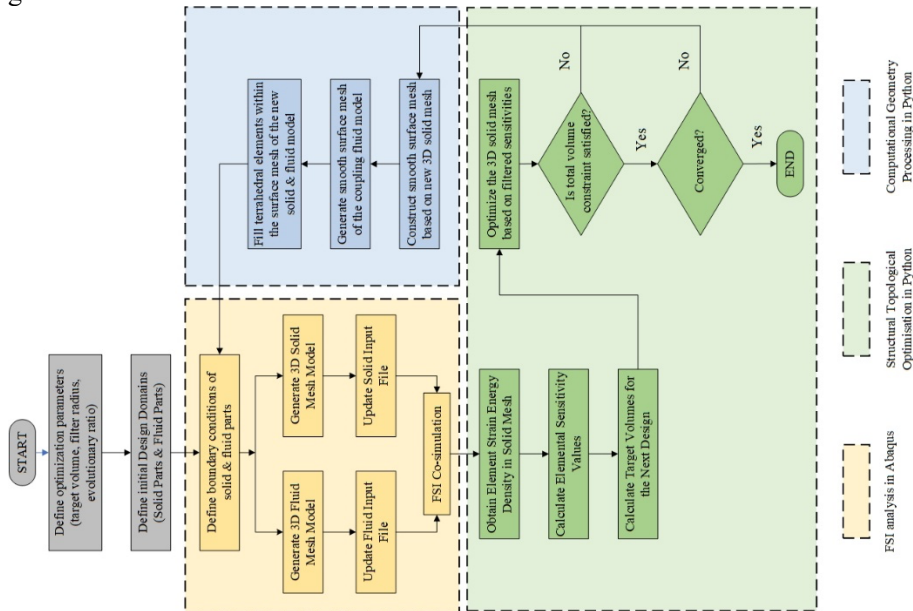 g
START
Define optimization parameters
(target volume, filter radius,
evolutionary ratio)
Define initial Design Domains
(Solid Parts & Fluid Parts)
Define boundary conditions of
solid & fluid parts
Generate 3D Fluid
Mesh Model
Generate 3D Solid
Mesh Model
Update Fluid Input
File
Update Solid Input
File
FSI Co-simulation
Fill terrahedral elements within
the surface mesh of the new
solid & fluid model
Generate smooth surface mesh
of the coupling fluid model
Construct smooth surface mesh
based on new 3D solid mesh
Obtain Element Strain Energy
Density in Solid Mesh
Calculate Elemental Sensitivity
Values
Calculate Target Volumes for
the Next Design
Optimize the 3D solid mesh
based on filtered sensitivities
Is total volume
constraint satisfied?
No
Yes
Converged?
No
Yes
END
FSI analysis in Abaqus
Structural Topological
Optimisation in Python
Computational Geometry
Processing in Python